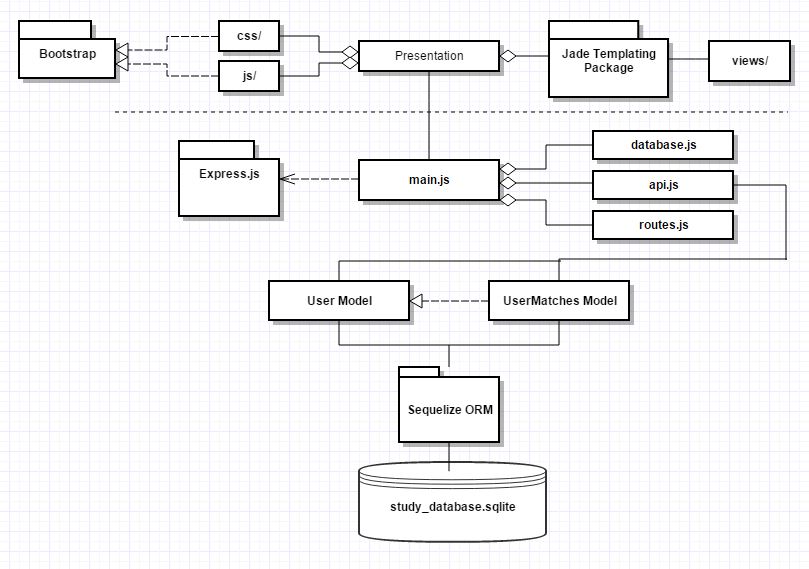 Bootstrap
css/
js/
Presentation
Jade Templating
Package
views/
Express.js
main.js
database.js
api.js
routes.js
User Model
UserMatches Model
Sequelize ORM
study_database.sqlite